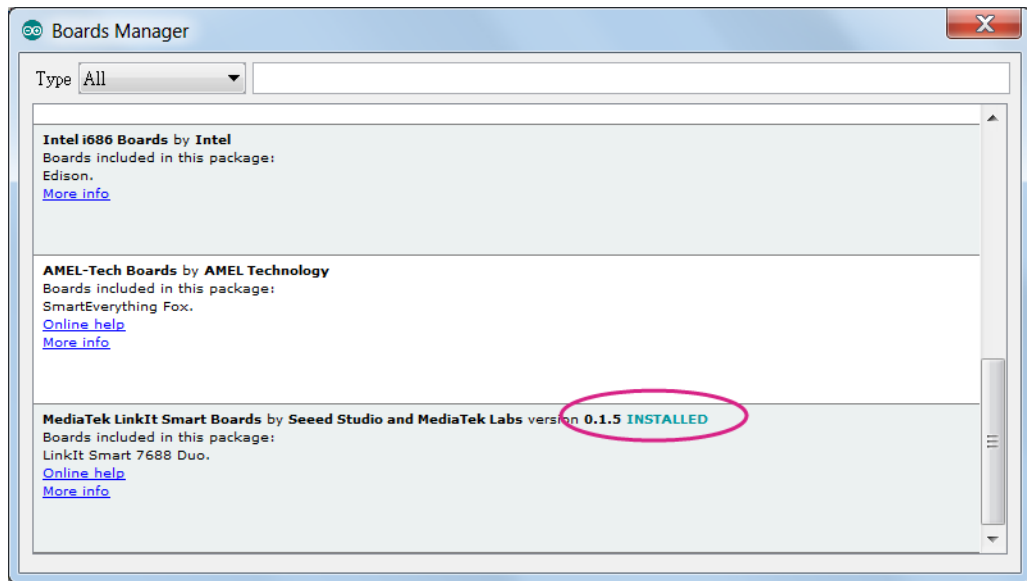 Boards Manager
Type All
Intel i686 Boards by Intel
Boards included in this package:
Edison.
More info
AMEL-Tech Boards by AMEL Technology
Boards included in this package:
SmartEverything Fox.
Online help
More info
MediaTek LinkIt Smart Boards by Seeed Studio and MediaTek Labs version 0.1.5 INSTALLED
Boards included in this package:
LinkIt Smart 7688 Duo.
Online help
More info